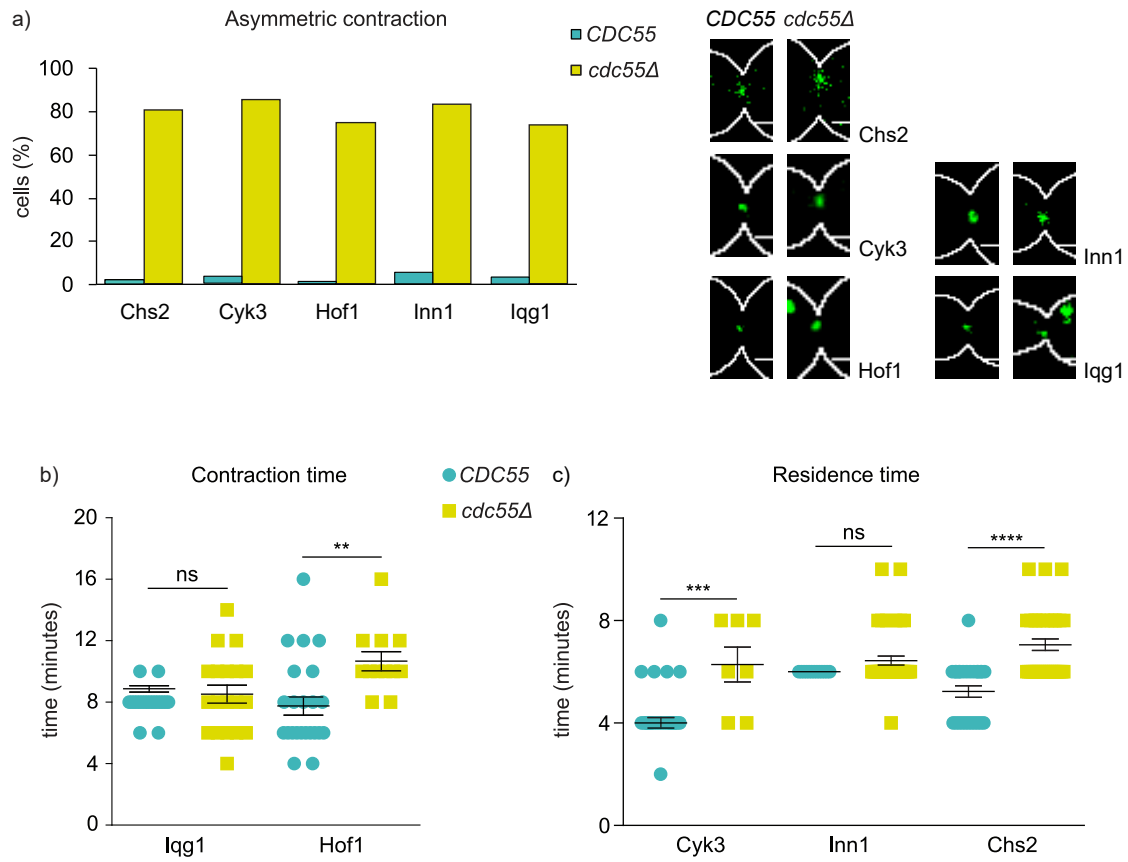 a)
Asymmetric contraction
CDC55
cdc55Δ
100
80
60
40
20
0
cells (%)
Chs2 Cyk3 Hof1 Inn1 Iqg1
CDC55 cdc55Δ
Chs2
Cyk3
Hof1
Inn1
Iqg1
b)
Contraction time
CDC55
cdc55Δ
20
16
12
8
4
0
time (minutes)
ns
**
Iqg1 Hof1
c)
Residence time
12
8
4
0
time (minutes)
***
ns
****
Cyk3 Inn1 Chs2